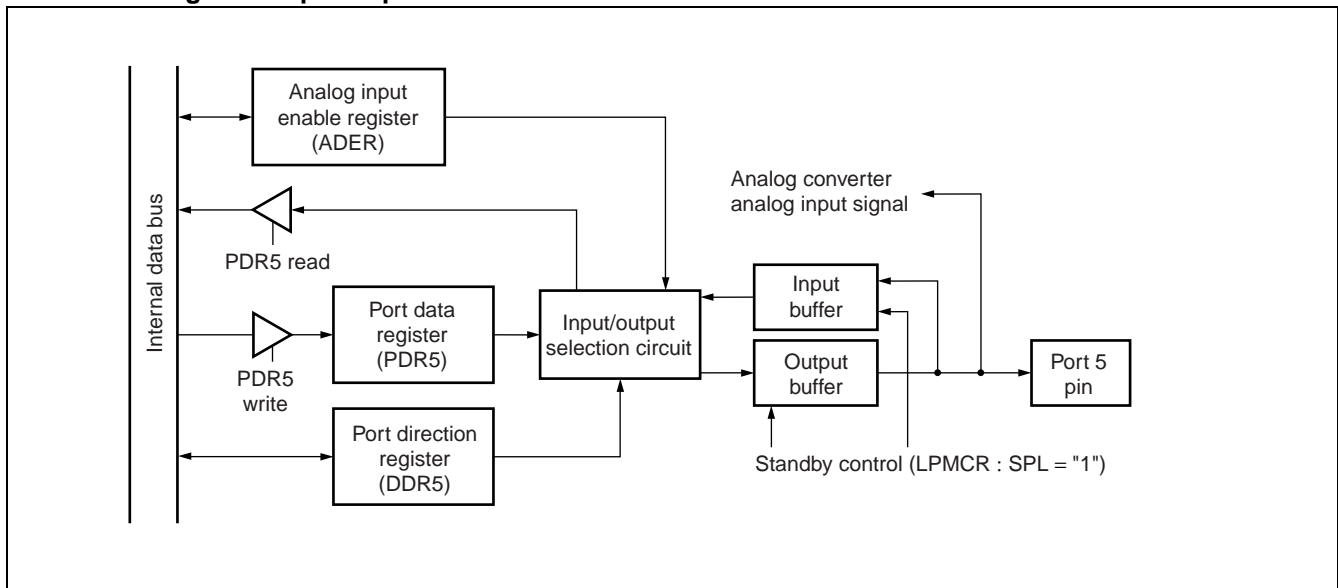 Internal data bus
Analog input
enable register
(ADER)
PDR5 read
Port data
register
(PDR5)
PDR5
write
Port direction
register
(DDR5)
Input/output
selection circuit
Analog converter
analog input signal
Input
buffer
Output
buffer
Port 5
pin
Standby control (LPMCR : SPL = "1")